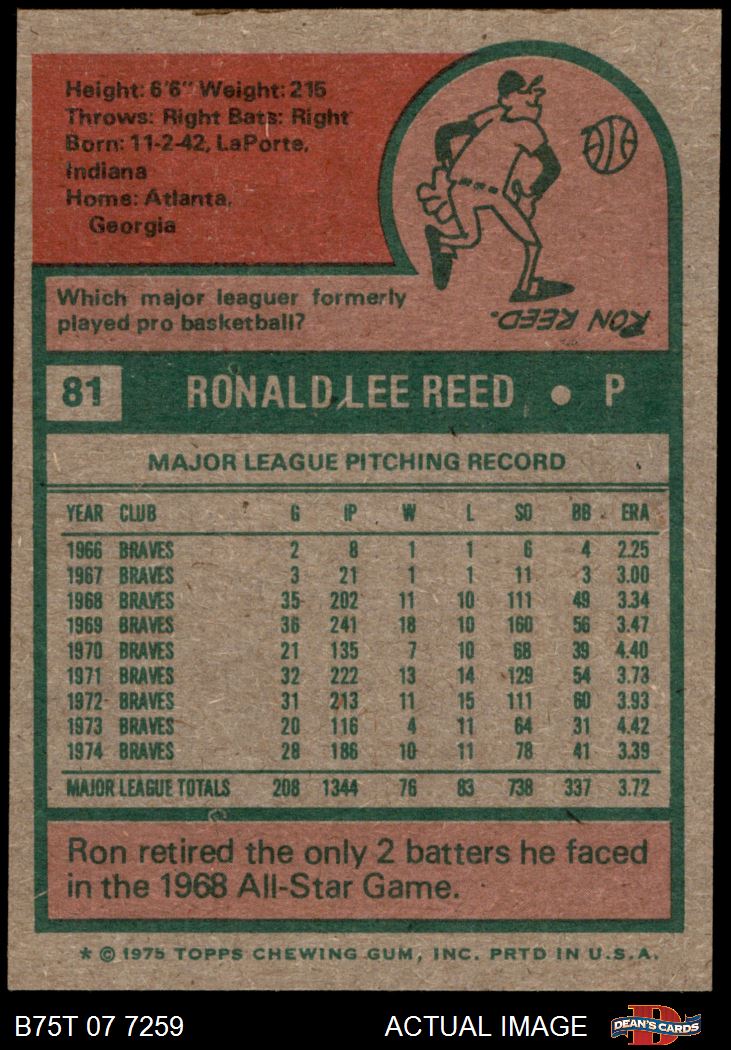 Height: 6'6" Weight: 215
Throws: Right Bats: Right
Born: 11-2-42, LaPorte,
Indiana
Home: Atlanta,
Georgia
Which major leaguer formerly
played pro basketball?
RON REED.
81 RONALD LEE REED • P
MAJOR LEAGUE PITCHING RECORD
YEAR CLUB G IP W L SO BB ERA
1966 BRAVES 2 8 1 1 6 4 2.25
1967 BRAVES 3 21 1 1 11 3 3.00
1968 BRAVES 35 202 11 10 111 49 3.34
1969 BRAVES 36 241 18 10 160 56 3.47
1970 BRAVES 21 135 7 10 68 39 4.40
1971 BRAVES 32 222 13 14 129 54 3.73
1972 BRAVES 31 213 11 15 111 60 3.93
1973 BRAVES 20 116 4 11 64 31 4.42
1974 BRAVES 28 186 10 11 78 41 3.39
MAJOR LEAGUE TOTALS 208 1344 76 83 738 337 3.72
Ron retired the only 2 batters he faced
in the 1968 All-Star Game.
* © 1975 TOPPS CHEWING GUM, INC. PRTD IN U.S.A.
B75T 07 7259 ACTUAL IMAGE
D
DEAN'S CARDS